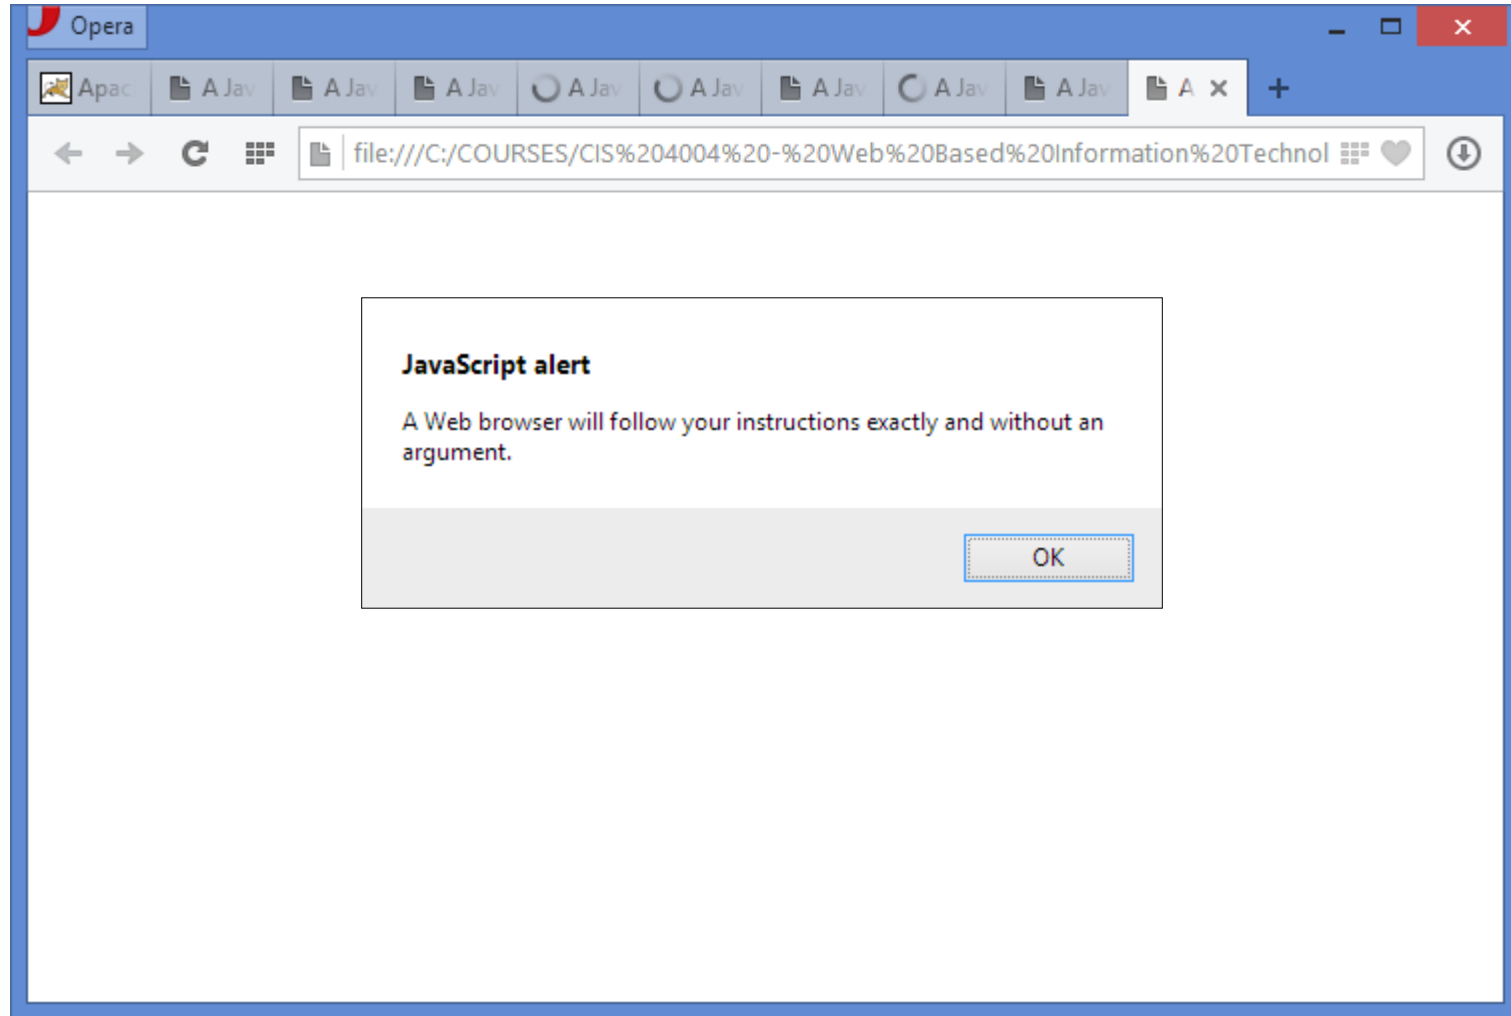 Opera
Apac A Jav A Jav A Jav A Jav A Jav A Jav A Jav A Jav A
file:///C:/COURSES/CIS%204004%20-%20Web%20Based%20Information%20Technol
JavaScript alert
A Web browser will follow your instructions exactly and without an
argument.
OK